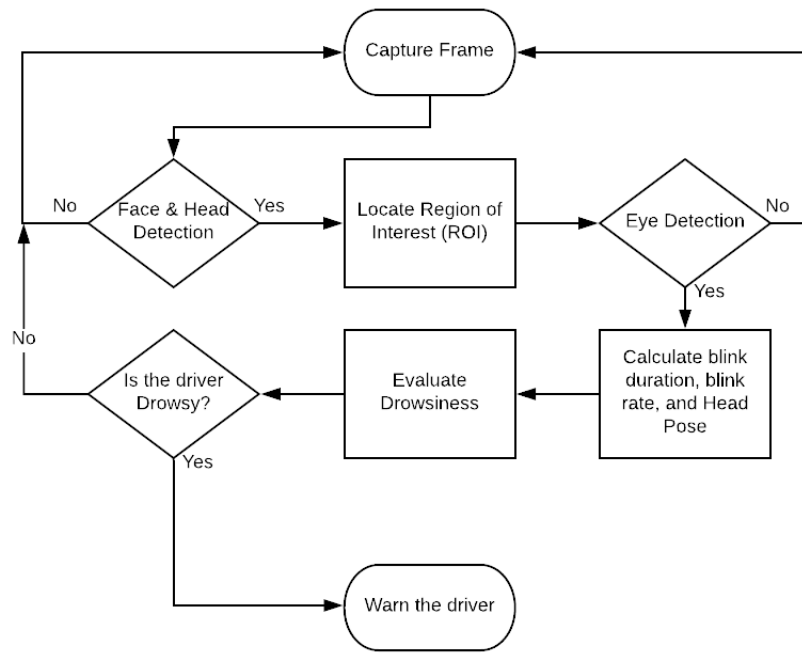 Capture Frame
No
Face & Head
Detection
Yes
Locate Region of
Interest (ROI)
Eye Detection
No
Yes
No
Is the driver
Drowsy?
Evaluate
Drowsiness
Calculate blink
duration, blink
rate, and Head
Pose
Yes
Warn the driver